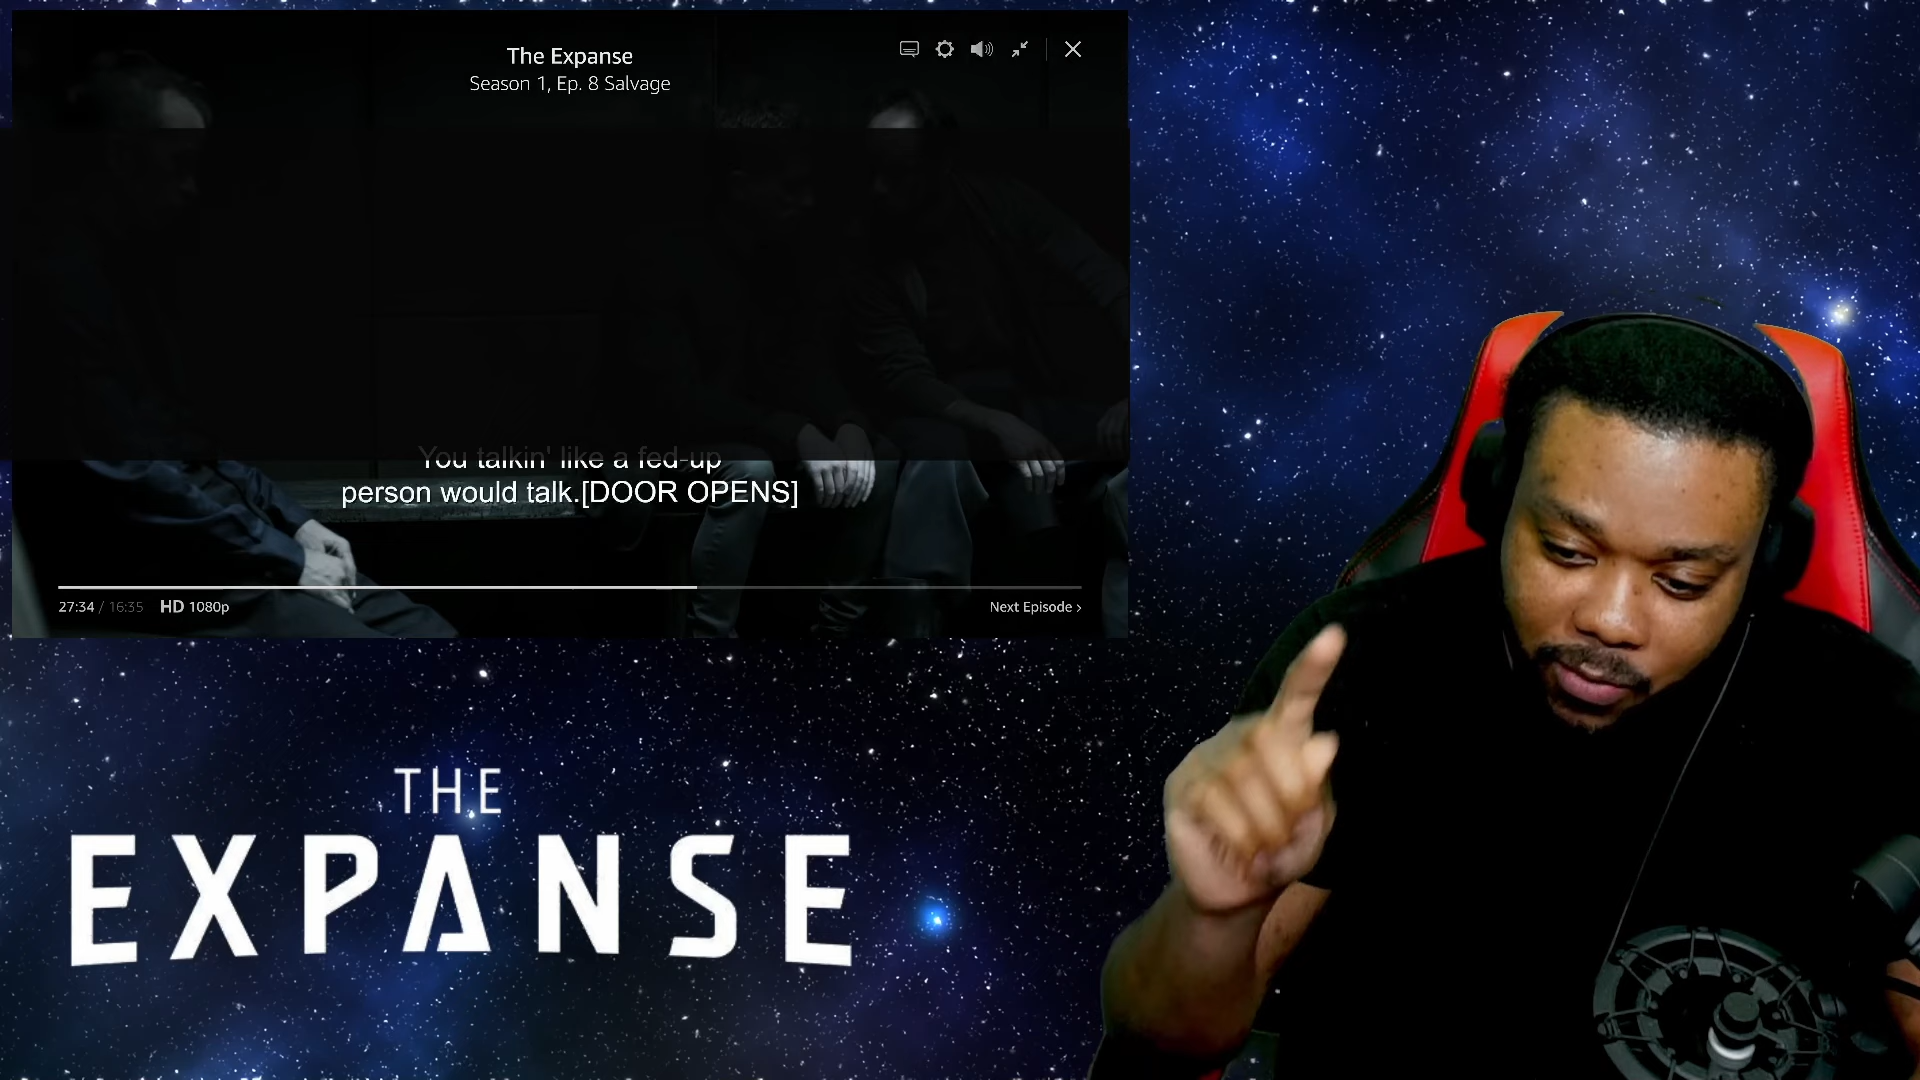 The Expanse
Season 1, Ep. 8 Salvage
You talkin' like a fed-up
person would talk.[DOOR OPENS]
27:34 / 16:35 HD 1080p
Next Episode ›
THE
EXPANSE